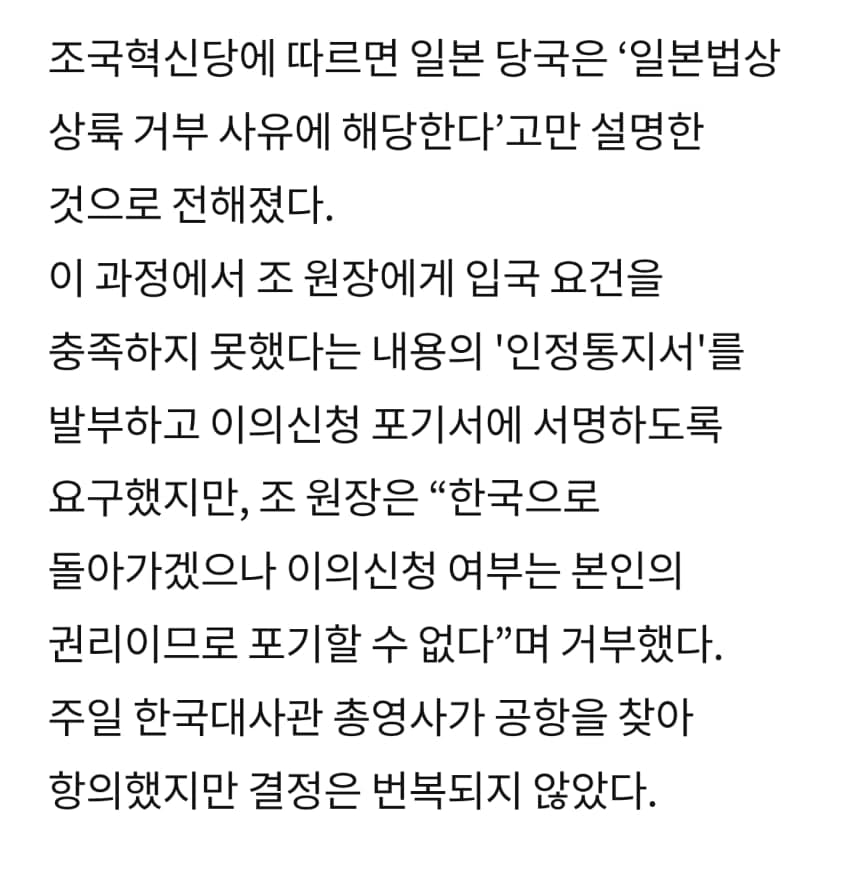 조국혁신당에 따르면 일본 당국은 ‘일본법상
상륙 거부 사유에 해당한다’고만 설명한
것으로 전해졌다.
이 과정에서 조 원장에게 입국 요건을
충족하지 못했다는 내용의 '인정통지서'를
발부하고 이의신청 포기서에 서명하도록
요구했지만, 조 원장은 “한국으로
돌아가겠으나 이의신청 여부는 본인의
권리이므로 포기할 수 없다”며 거부했다.
주일 한국대사관 총영사가 공항을 찾아
항의했지만 결정은 번복되지 않았다.